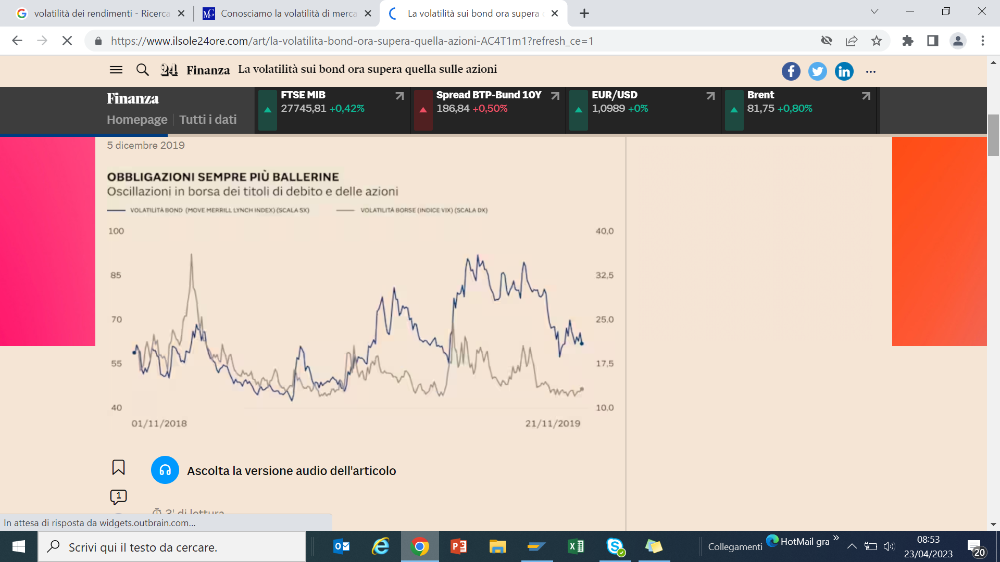 volatilità dei rendimenti - Ricerca
Conosciamo la volatilità di merca
La volatilità sui bond ora supera
https://www.ilsole24ore.com/art/la-volatilita-bond-ora-supera-quella-azioni-AC4T1m1?refresh_ce=1
24 Finanza La volatilità sui bond ora supera quella sulle azioni
Finanza
Homepage Tutti i dati
FTSE MIB
27745,81 +0,42%
Spread BTP-Bund 10Y
186,84 +0,50%
EUR/USD
1,0989 +0%
Brent
81,75 +0,80%
5 dicembre 2019
OBBLIGAZIONI SEMPRE PIÙ BALLERINE
Oscillazioni in borsa dei titoli di debito e delle azioni
VOLATILITÀ BOND (MOVE MERRILL LYNCH INDEX) (SCALA SX) VOLATILITÀ BORSE (INDICE VIX) (SCALA DX)
100 40,0
85 32,5
70 25,0
55 17,5
40 10,0
01/11/2018 21/11/2019
Ascolta la versione audio dell'articolo
1
3' di lettura
In attesa di risposta da widgets.outbrain.com...
Scrivi qui il testo da cercare.
Collegamenti
HotMail gra
08:53
23/04/2023
20